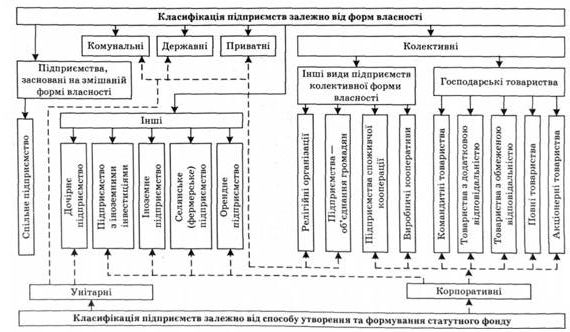 Класифікація підприємств залежно від форм власності
Комунальні
Державні
Приватні
Колективні
Підприємства,
засновані на змішаній
формі власності
Інші види підприємств
колективної форми
власності
Господарські товариства
Інші
Спільне підприємство
Дочірнє
підприємство
Підприємство
з іноземними
інвестиціями
Іноземне
підприємство
Селянське
(фермерське)
підприємство
Орендне
підприємство
Релігійні організації
Підприємства —
об'єднання громадян
Підприємства споживчої
кооперації
Виробничі кооперативи
Командитні товариства
Товариства з додатковою
відповідальністю
Товариства з обмеженою
відповідальністю
Повні товариства
Акціонерні товариства
Унітарні
Корпоративні
Класифікація підприємств залежно від способу утворення та формування статутного фонду